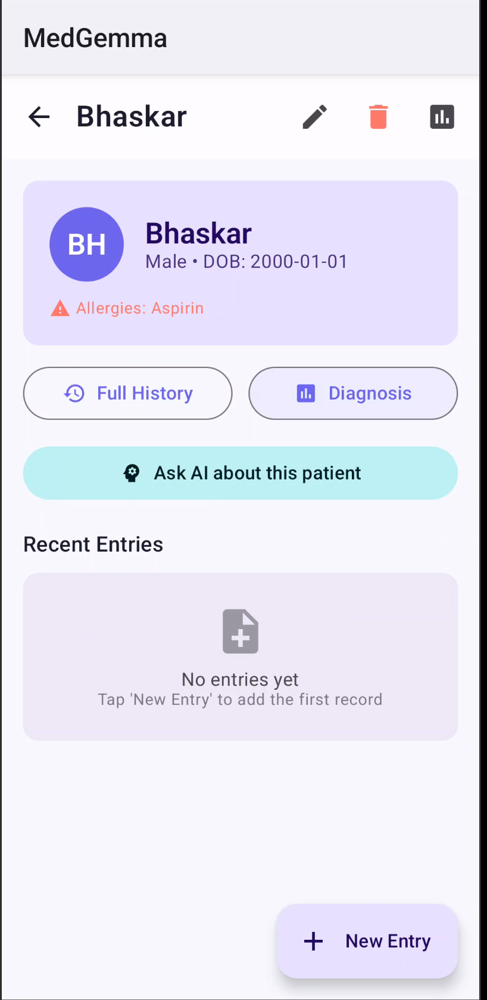 MedGemma
Bhaskar
BH
Bhaskar
Male • DOB: 2000-01-01
Allergies: Aspirin
Full History
Diagnosis
Ask AI about this patient
Recent Entries
No entries yet
Tap 'New Entry' to add the first record
New Entry